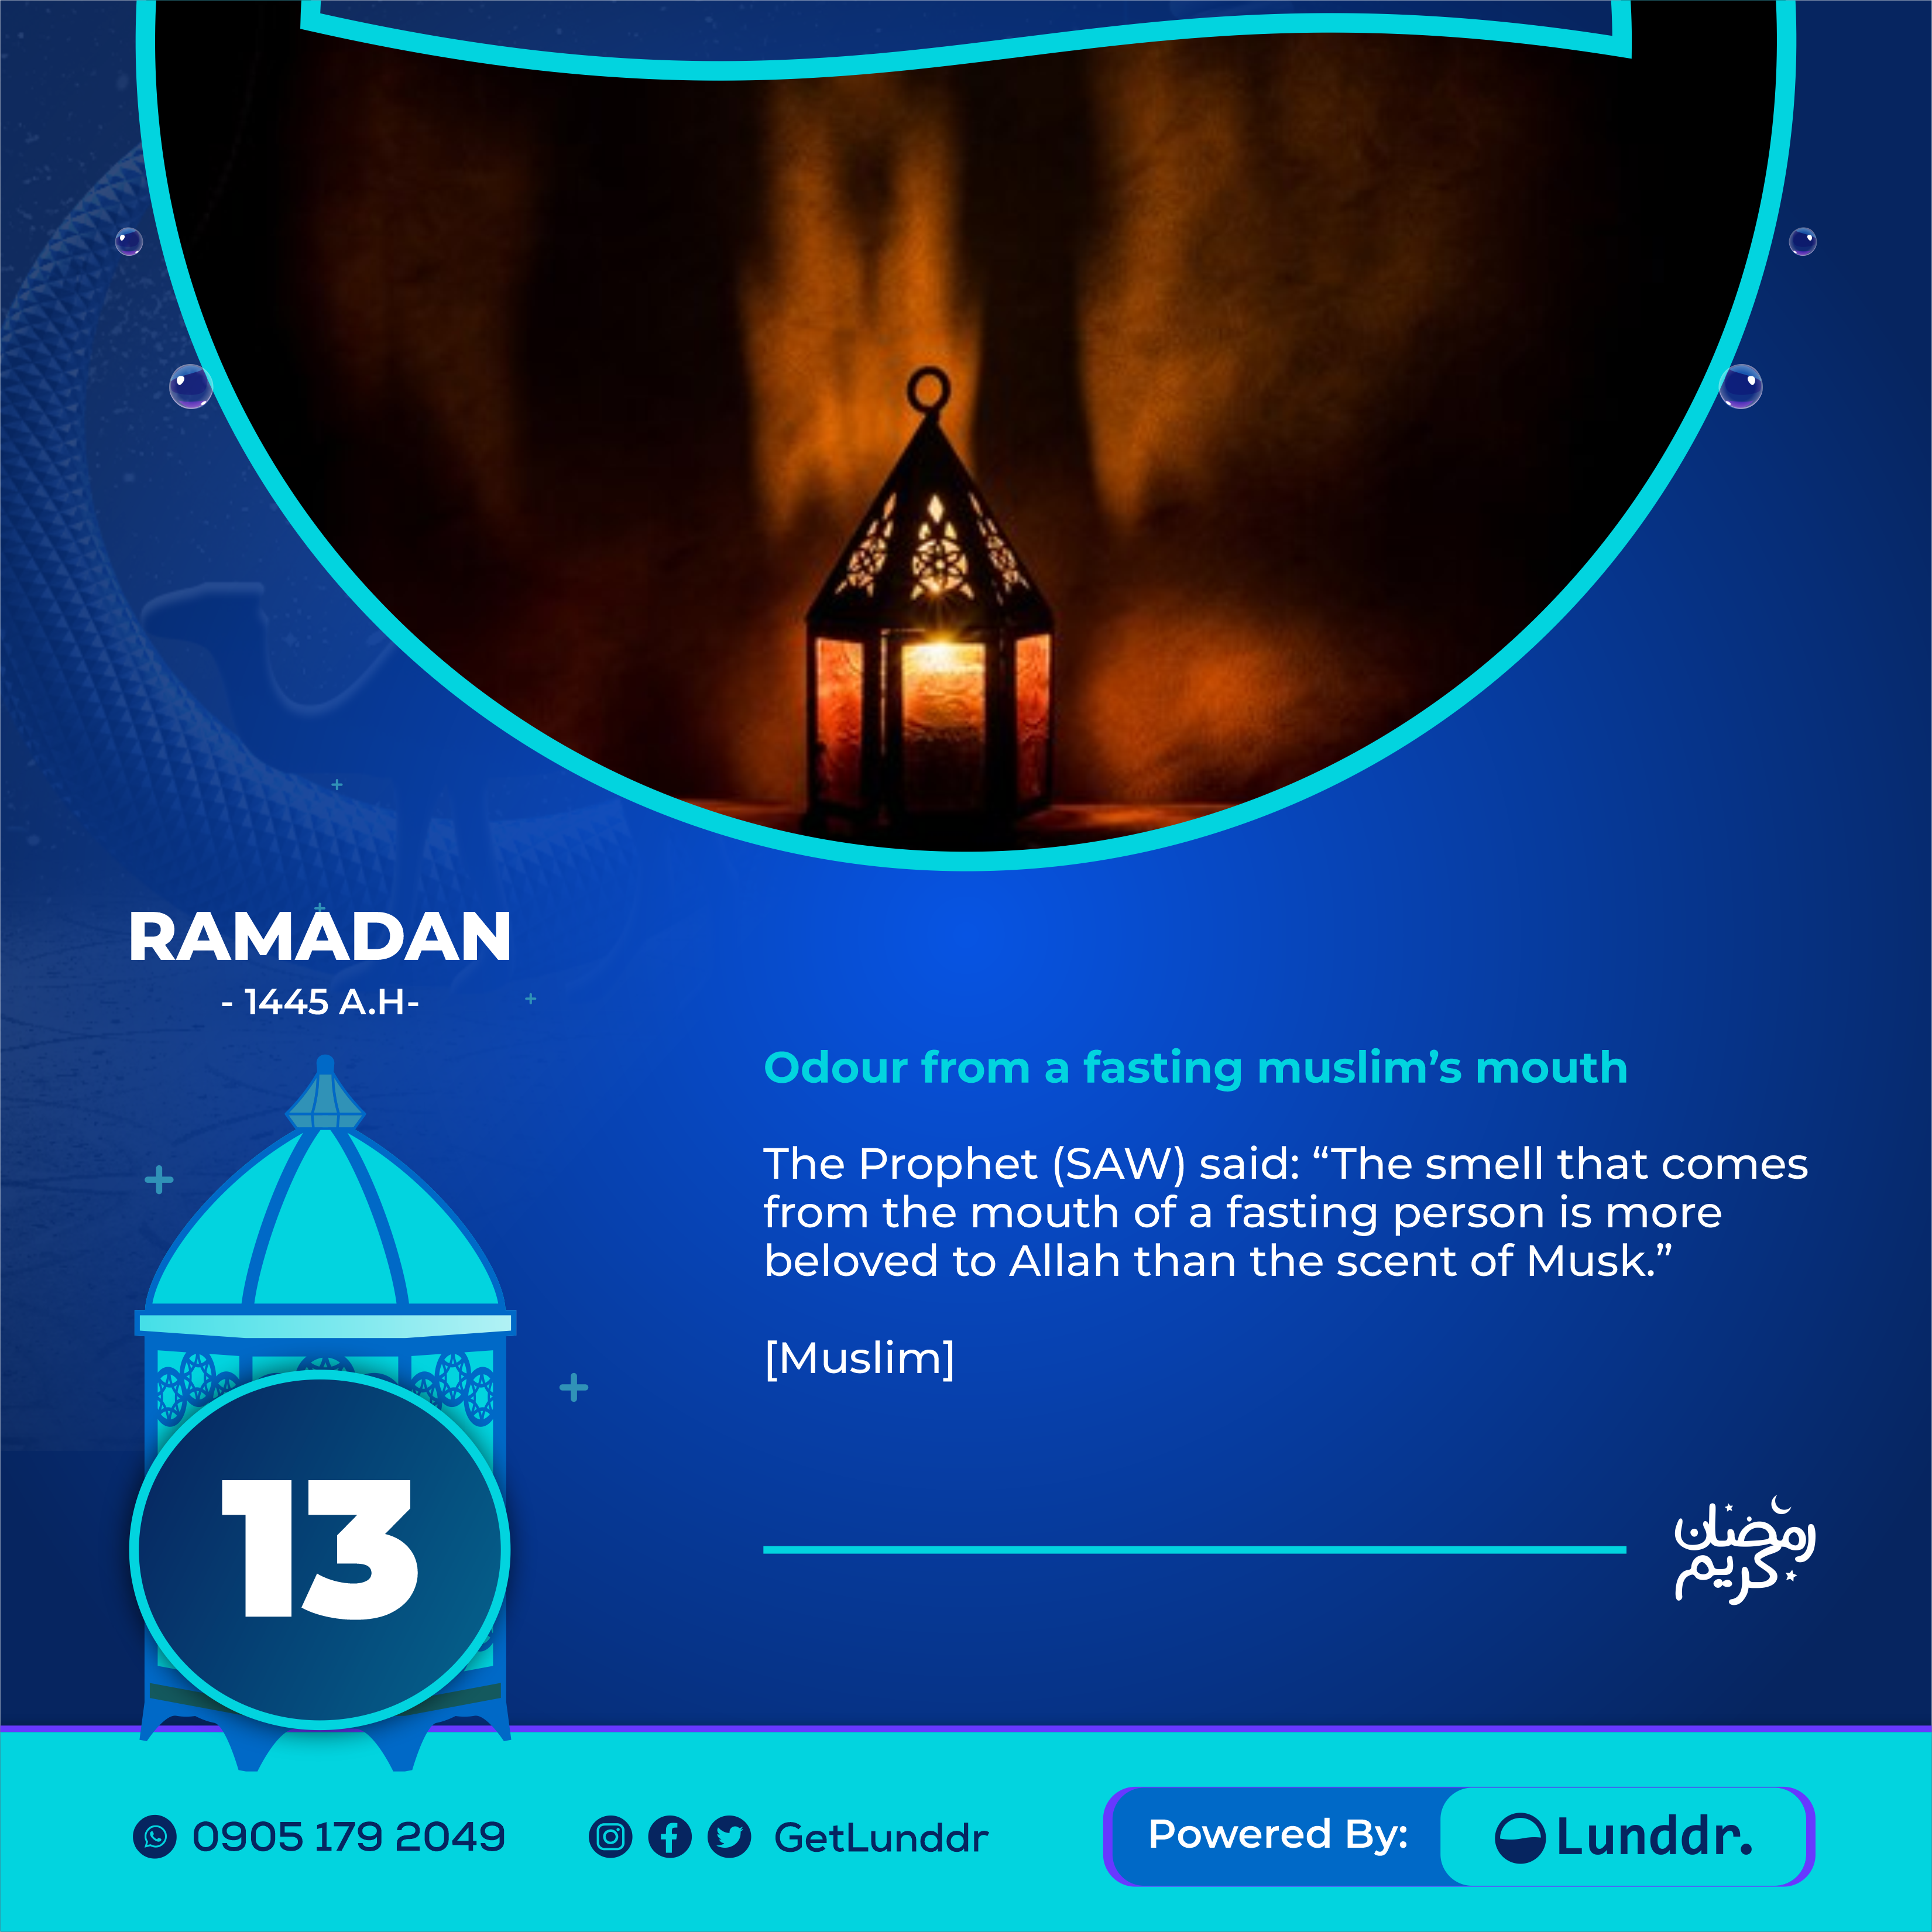 RAMADAN
- 1445 A.H-
Odour from a fasting muslim’s mouth
The Prophet (SAW) said: “The smell that comes
from the mouth of a fasting person is more
beloved to Allah than the scent of Musk.”
[Muslim]
13
رمضان
كريم
0905 179 2049
GetLunddr
Powered By:
Lunddr.